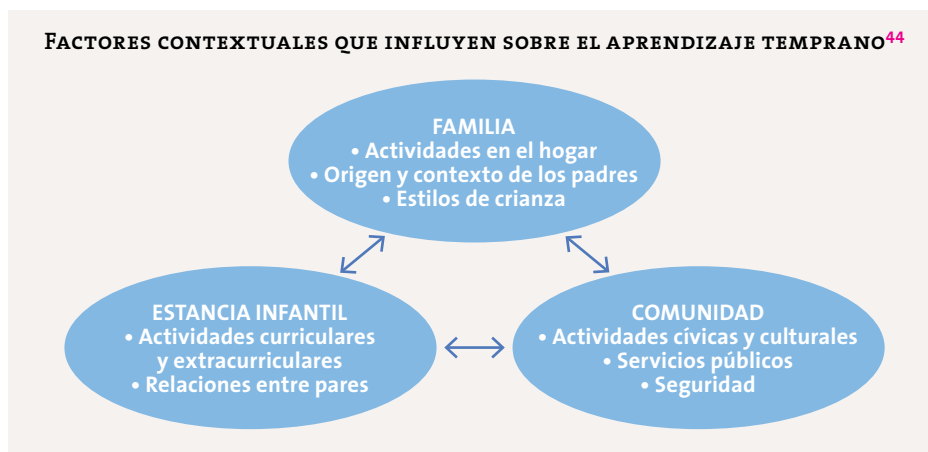 FACTORES CONTEXTUALES QUE INFLUYEN SOBRE EL APRENDIZAJE TEMPRANO44
FAMILIA
• Actividades en el hogar
• Origen y contexto de los padres
• Estilos de crianza
ESTANCIA INFANTIL
• Actividades curriculares
y extracurriculares
• Relaciones entre pares
COMUNIDAD
• Actividades cívicas y culturales
• Servicios públicos
• Seguridad